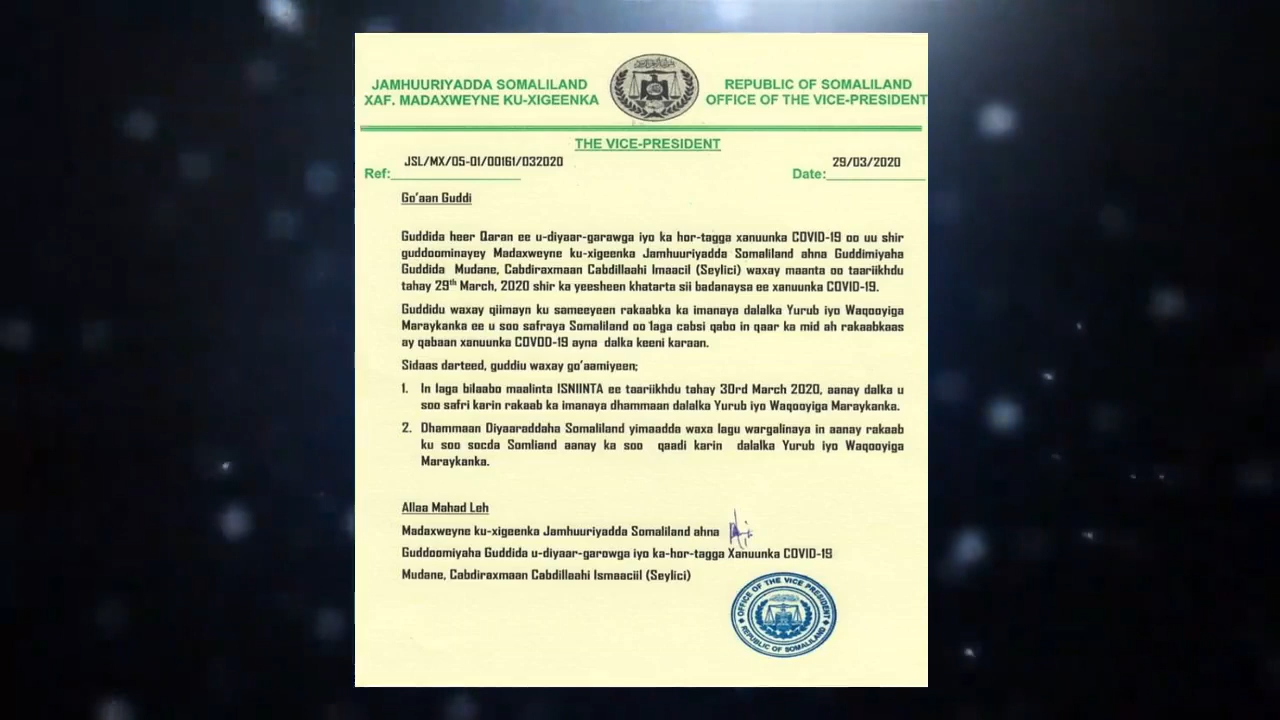 JAMHUURIYADDA SOMALILAND
XAF. MADAXWEYNE KU-XIGEENKA
REPUBLIC OF SOMALILAND
OFFICE OF THE VICE-PRESIDENT
THE VICE-PRESIDENT
Ref: JSL/MX/05-01/00161/032020
Date: 29/03/2020
Go'aan Guddi
Guddida heer Qaran ee u-diyaar-garawga iyo ka hor-tagga xanuunka COVID-19 oo uu shir
guddoominayey Madaxweyne ku-xigeenka Jamhuuriyadda Somaliland ahna Guddimiyaha
Guddida Mudane, Cabdiraxmaan Cabdillaahi Imaacil (Seylici) waxay maanta oo taariikhdu
tahay 29th March, 2020 shir ka yeesheen khatarta sii badanaysa ee xanuunka COVID-19.
Guddidu waxay qiimayn ku sameeyeen rakaabka ka imanaya dalalka Yurub iyo Waqooyiga
Maraykanka ee u soo safraya Somaliland oo laga cabsi qabo in qaar ka mid ah rakaabkaas
ay qabaan xanuunka COVOD-19 ayna dalka keeni karaan.
Sidaas darteed, guddiu waxay go'aamiyeen;
1. In laga bilaabo maalinta ISNIINTA ee taariikhdu tahay 30rd March 2020, aanay dalka u
soo safri karin rakaab ka imanaya dhammaan dalalka Yurub iyo Waqooyiga Maraykanka.
2. Dhammaan Diyaaraddaha Somaliland yimaadda waxa lagu wargalinaya in aanay rakaab
ku soo socda Somliand aanay ka soo qaadi karin dalalka Yurub iyo Waqooyiga
Maraykanka.
Allaa Mahad Leh
Madaxweyne ku-xigeenka Jamhuuriyadda Somaliland ahna
Guddoomiyaha Guddida u-diyaar-garowga iyo ka-hor-tagga Xanuunka COVID-19
Mudane, Cabdiraxmaan Cabdillaahi Ismaaciil (Seylici)
OFFICE OF THE VICE PRESIDENT
REPUBLIC OF SOMALILAND